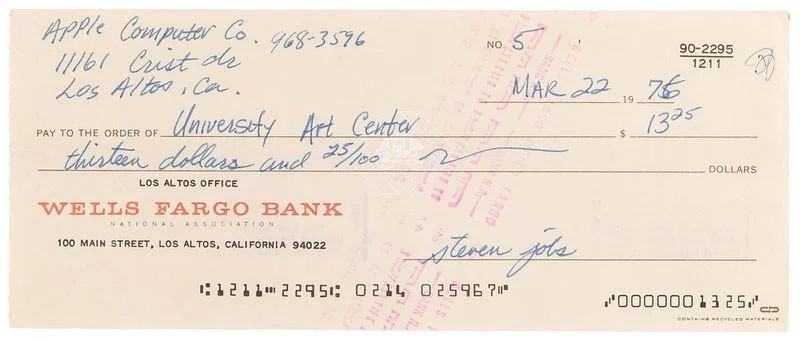 Apple Computer Co. 968-3596
11161 Crist dr
Los Altos, Ca.
NO. 5
90-2295
1211
MAR 22 19 76
PAY TO THE ORDER OF University Art Center $ 13 25
thirteen dollars and 25/100 DOLLARS
LOS ALTOS OFFICE
WELLS FARGO BANK
NATIONAL ASSOCIATION
100 MAIN STREET, LOS ALTOS, CALIFORNIA 94022
steven jobs
⑆1211⑉2295⑆ 0214 025967⑈
⑇0000001325⑇
CONTAINS RECYCLED MATERIALS